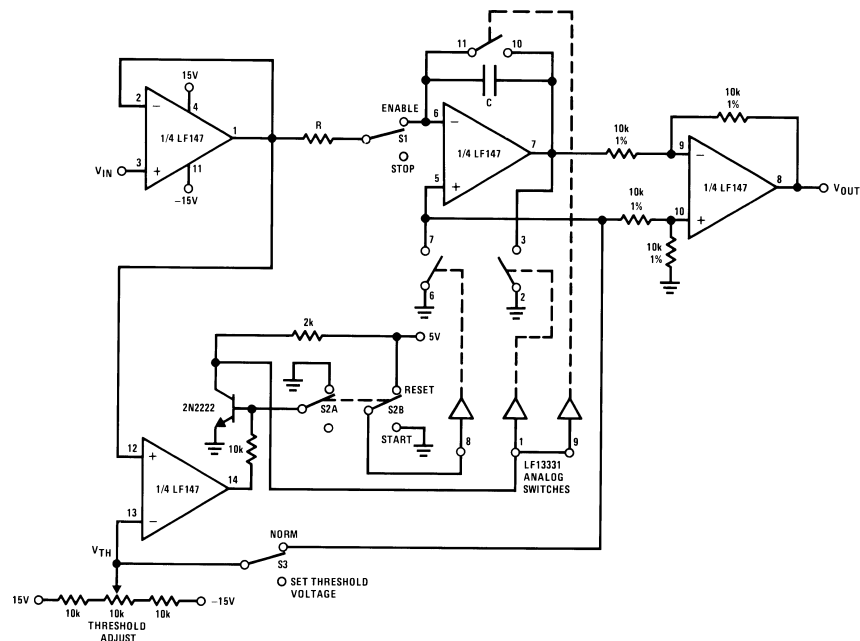 11
10
15V
2
4
−
1/4 LF147
1
V_IN
3
+
11
−15V
R
ENABLE
S1
STOP
C
6
−
1/4 LF147
7
5
+
10k
1%
10k
1%
9
−
1/4 LF147
8
V_OUT
10k
1%
10
+
10k
1%
7
6
3
2
2k
5V
2N2222
S2A
S2B
RESET
START
10k
8
1
9
LF13331
ANALOG
SWITCHES
12
+
1/4 LF147
14
13
−
V_TH
NORM
S3
SET THRESHOLD
VOLTAGE
15V
10k
10k
10k
−15V
THRESHOLD
ADJUST